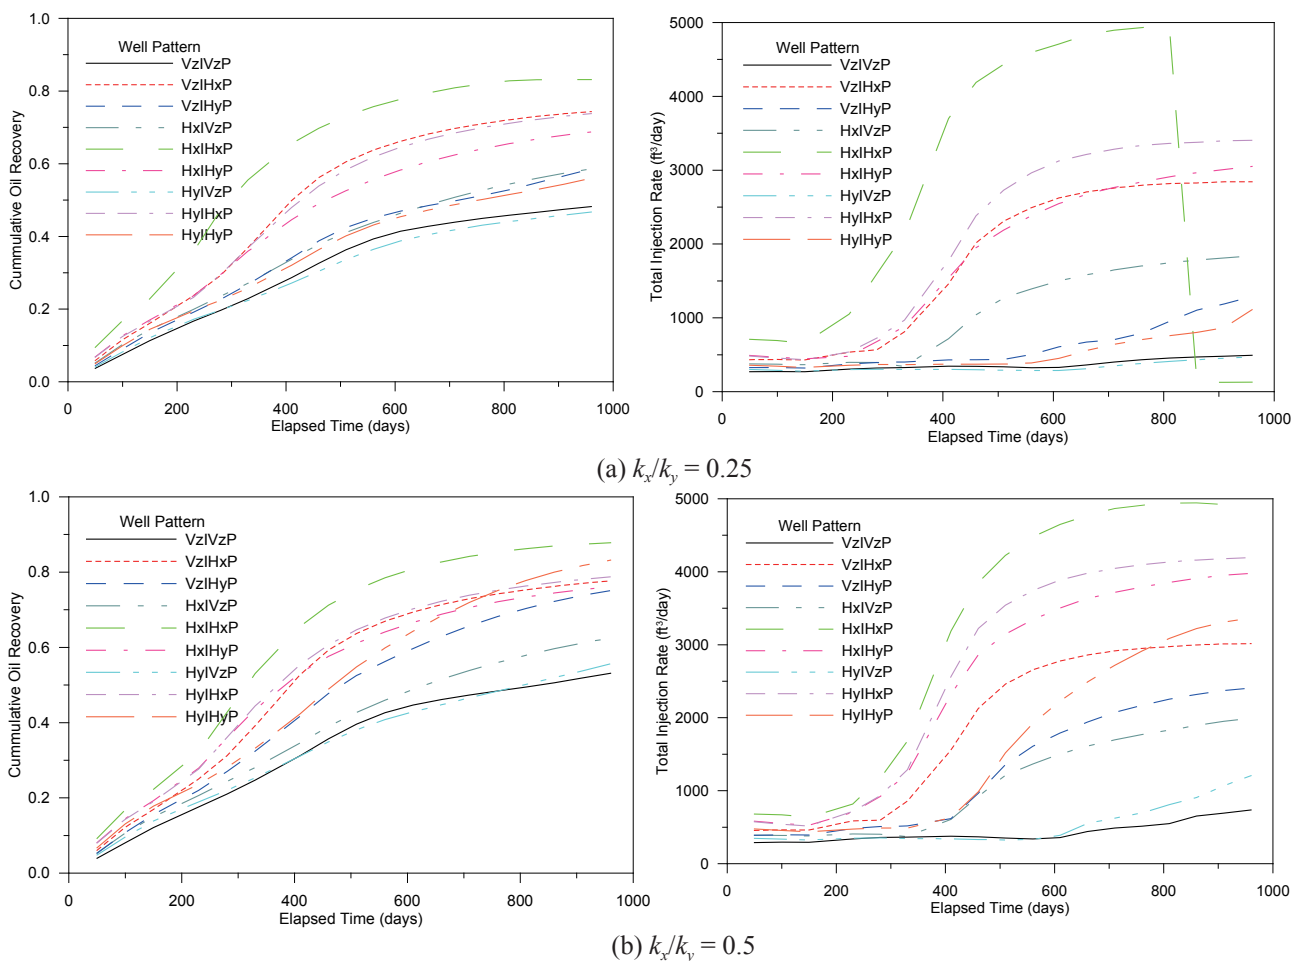 1.0
0.8
0.6
0.4
0.2
0.0
Cummulative Oil Recovery
Well Pattern
VzIVzP
VzIHxP
VzIHyP
HxIVzP
HxIHxP
HxIHyP
HyIVzP
HyIHxP
HyIHyP
0 200 400 600 800 1000
Elapsed Time (days)
5000
4000
3000
2000
1000
0
Total Injection Rate (ft³/day)
Well Pattern
VzIVzP
VzIHxP
VzIHyP
HxIVzP
HxIHxP
HxIHyP
HyIVzP
HyIHxP
HyIHyP
0 200 400 600 800 1000
Elapsed Time (days)
(a) kx/ky = 0.25
1.0
0.8
0.6
0.4
0.2
0.0
Cummulative Oil Recovery
Well Pattern
VzIVzP
VzIHxP
VzIHyP
HxIVzP
HxIHxP
HxIHyP
HyIVzP
HyIHxP
HyIHyP
0 200 400 600 800 1000
Elapsed Time (days)
5000
4000
3000
2000
1000
0
Total Injection Rate (ft³/day)
Well Pattern
VzIVzP
VzIHxP
VzIHyP
HxIVzP
HxIHxP
HxIHyP
HyIVzP
HyIHxP
HyIHyP
0 200 400 600 800 1000
Elapsed Time (days)
(b) kx/ky = 0.5